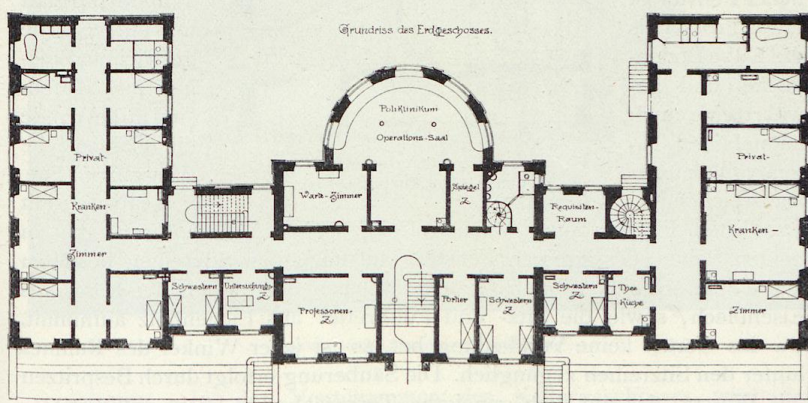 Grundriss des Erdgeschosses.
Poliklinikum
Operations-Saal
Privat-
Kranken-
Zimmer
Warte-Zimmer
Spiegel
Z.
Requisiten-
Raum
Privat-
Kranken-
Zimmer
Schwestern
Z.
Untersuchungs-
Z.
Professoren-
Z.
Portier
Schwestern
Z.
Schwestern
Z.
Thee
Küche